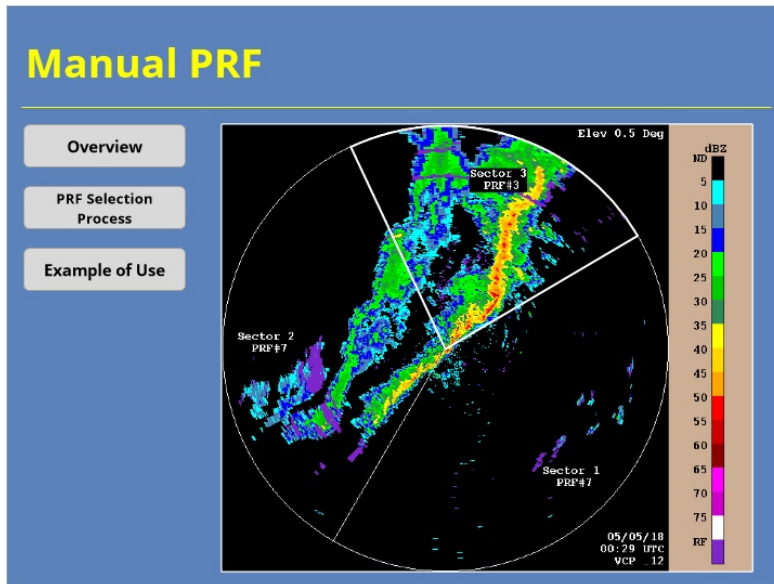 Manual PRF
Overview
PRF Selection
Process
Example of Use
Elev 0.5 Deg
Sector 3
PRF#3
Sector 2
PRF#7
Sector 1
PRF#7
05/05/18
00:29 UTC
VCP 12
dBZ
ND
5
10
15
20
25
30
35
40
45
50
55
60
65
70
75
RF